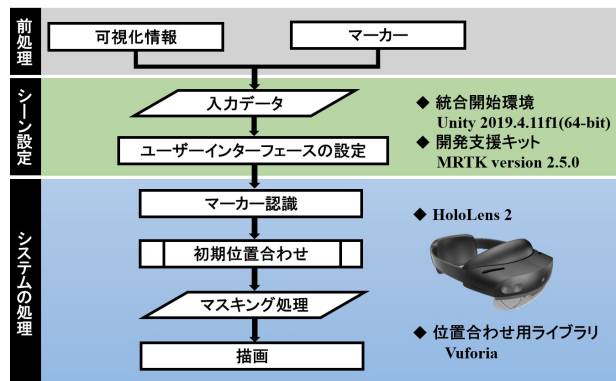 前処理
可視化情報
マーカー
シーン設定
入力データ
ユーザーインターフェースの設定
◆ 統合開始環境
Unity 2019.4.11f1(64-bit)
◆ 開発支援キット
MRTK version 2.5.0
システムの処理
マーカー認識
初期位置合わせ
マスキング処理
描画
◆ HoloLens 2
◆ 位置合わせ用ライブラリ
Vuforia